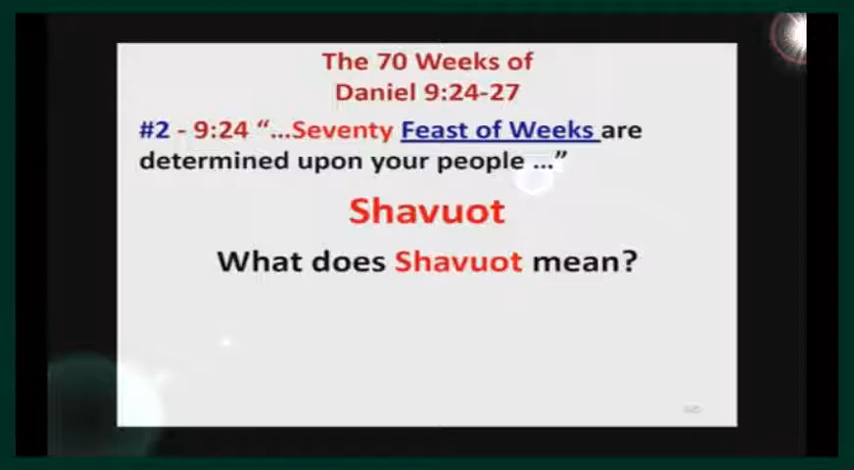 The 70 Weeks of
Daniel 9:24-27
#2 - 9:24 “...Seventy Feast of Weeks are
determined upon your people ...”
Shavuot
What does Shavuot mean?